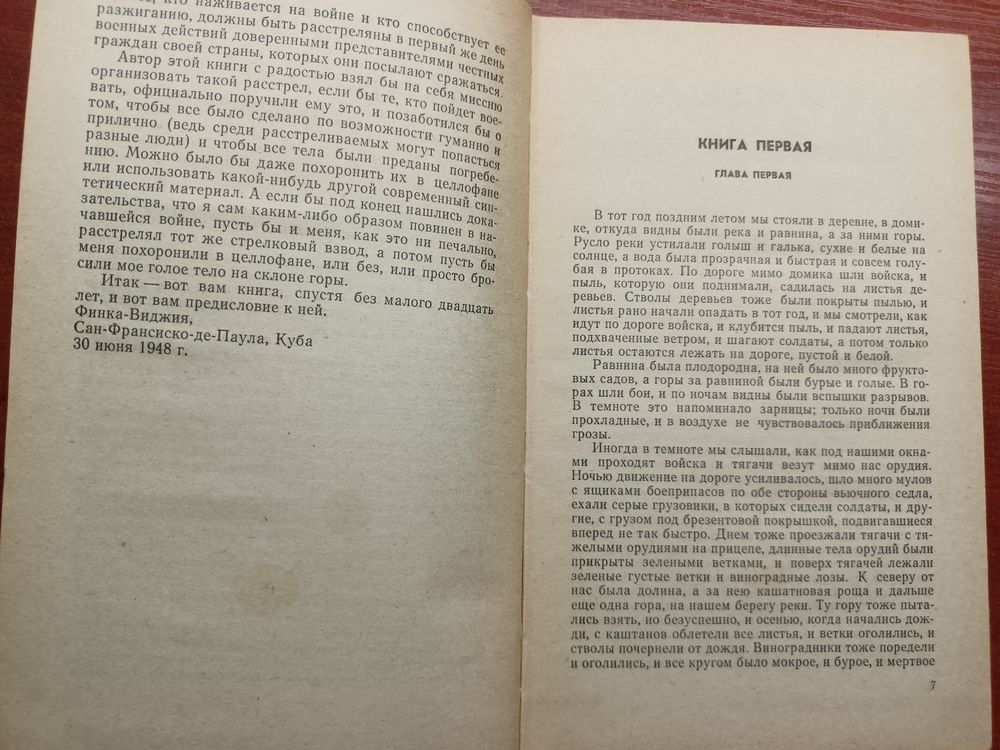 кто наживается на войне и кто способствует ее
разжиганию, должны быть расстреляны в первый же день
военных действий доверенными представителями честных
граждан своей страны, которых они посылают сражаться.
Автор этой книги с радостью взял бы на себя миссию
организовать такой расстрел, если бы те, кто пойдет вое-
вать, официально поручили ему это, и позаботился бы о
том, чтобы все было сделано по возможности гуманно и
прилично (ведь среди расстреливаемых могут попасться
разные люди) и чтобы все тела были преданы погребе-
нию. Можно было бы даже похоронить их в целлофане
или использовать какой-нибудь другой современный син-
тетический материал. А если бы под конец нашлись дока-
зательства, что я сам каким-либо образом повинен в на-
чавшейся войне, пусть бы и меня, как это ни печально,
расстрелял тот же стрелковый взвод, а потом пусть бы
меня похоронили в целлофане, или без, или просто бро-
сили мое голое тело на склоне горы.
Итак — вот вам книга, спустя без малого двадцать
лет, и вот вам предисловие к ней.
Финка-Виджия,
Сан-Франсиско-де-Паула, Куба
30 июня 1948 г.
КНИГА ПЕРВАЯ
ГЛАВА ПЕРВАЯ
В тот год поздним летом мы стояли в деревне, в доми-
ке, откуда видны были река и равнина, а за ними горы.
Русло реки устилали голыш и галька, сухие и белые на
солнце, а вода была прозрачная и быстрая и совсем голу-
бая в протоках. По дороге мимо домика шли войска, и
пыль, которую они поднимали, садилась на листья де-
ревьев. Стволы деревьев тоже были покрыты пылью, и
листья рано начали опадать в тот год, и мы смотрели, как
идут по дороге войска, и клубится пыль, и падают листья,
подхваченные ветром, и шагают солдаты, а потом только
листья остаются лежать на дороге, пустой и белой.
Равнина была плодородна, на ней было много фрукто-
вых садов, а горы за равниной были бурые и голые. В го-
рах шли бои, и по ночам видны были вспышки разрывов.
В темноте это напоминало зарницы; только ночи были
прохладные, и в воздухе не чувствовалось приближения
грозы.
Иногда в темноте мы слышали, как под нашими окна-
ми проходят войска и тягачи везут мимо нас орудия.
Ночью движение на дороге усиливалось, шло много мулов
с ящиками боеприпасов по обе стороны вьючного седла,
ехали серые грузовики, в которых сидели солдаты, и дру-
гие, с грузом под брезентовой покрышкой, подвигавшиеся
вперед не так быстро. Днем тоже проезжали тягачи с тя-
желыми орудиями на прицепе, длинные тела орудий были
прикрыты зелеными ветками, и поверх тягачей лежали
зеленые густые ветки и виноградные лозы. К северу от
нас была долина, а за нею кашатновая роща и дальше
еще одна гора, на нашем берегу реки. Ту гору тоже пыта-
лись взять, но безуспешно, и осенью, когда начались дож-
ди, с каштанов облетели все листья, и ветки оголились, и
стволы почернели от дождя. Виноградники тоже поредели
и оголились, и все кругом было мокрое, и бурое, и мертвое
7